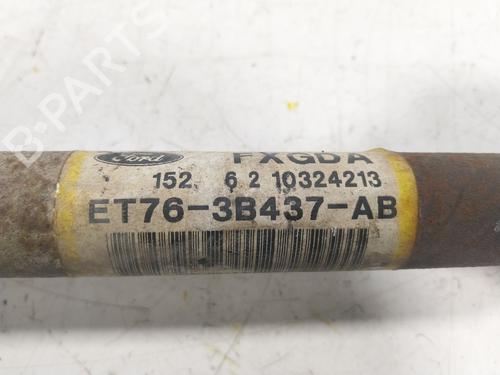 B-Parts
Ford
FXGDA
152 6 2 10324213
ET76-3B437-AB